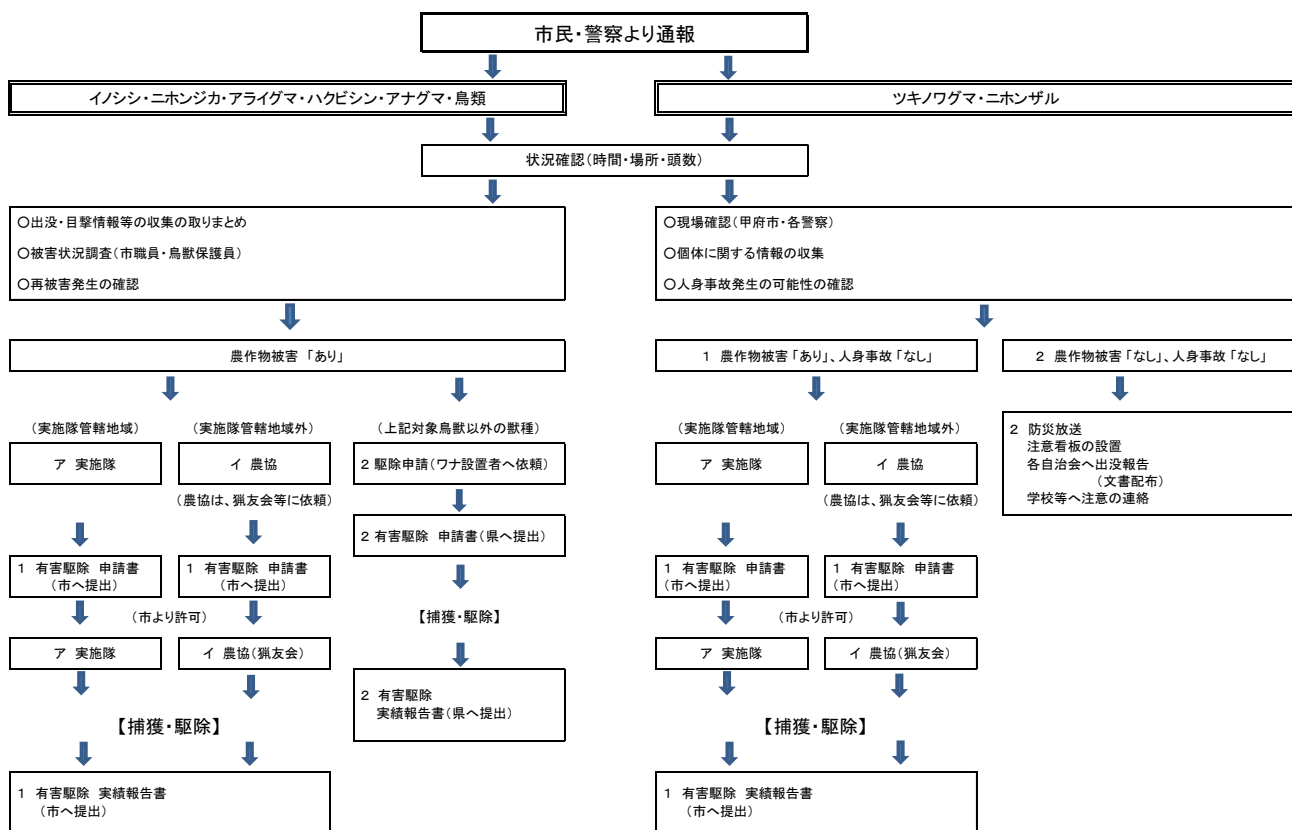 市民・警察より通報
イノシシ・ニホンジカ・アライグマ・ハクビシン・アナグマ・鳥類
ツキノワグマ・ニホンザル
状況確認（時間・場所・頭数）
○出没・目撃情報等の収集の取りまとめ
○被害状況調査（市職員・鳥獣保護員）
○再被害発生の確認
○現場確認（甲府市・各警察）
○個体に関する情報の収集
○人身事故発生の可能性の確認
農作物被害 「あり」
1 農作物被害「あり」、人身事故「なし」
2 農作物被害「なし」、人身事故「なし」
（実施隊管轄地域）
（実施隊管轄地域外）
（上記対象鳥獣以外の獣種）
ア 実施隊
イ 農協
2 駆除申請（ワナ設置者へ依頼）
（農協は、猟友会等に依頼）
2 有害駆除 申請書（県へ提出）
1 有害駆除 申請書
（市へ提出）
1 有害駆除 申請書
（市へ提出）
（市より許可）
【捕獲・駆除】
ア 実施隊
イ 農協（猟友会）
2 有害駆除
実績報告書（県へ提出）
【捕獲・駆除】
1 有害駆除 実績報告書
（市へ提出）
（実施隊管轄地域）
（実施隊管轄地域外）
ア 実施隊
イ 農協
（農協は、猟友会等に依頼）
1 有害駆除 申請書
（市へ提出）
1 有害駆除 申請書
（市へ提出）
（市より許可）
ア 実施隊
イ 農協（猟友会）
【捕獲・駆除】
1 有害駆除 実績報告書
（市へ提出）
2 防災放送
注意看板の設置
各自治会へ出没報告
（文書配布）
学校等へ注意の連絡